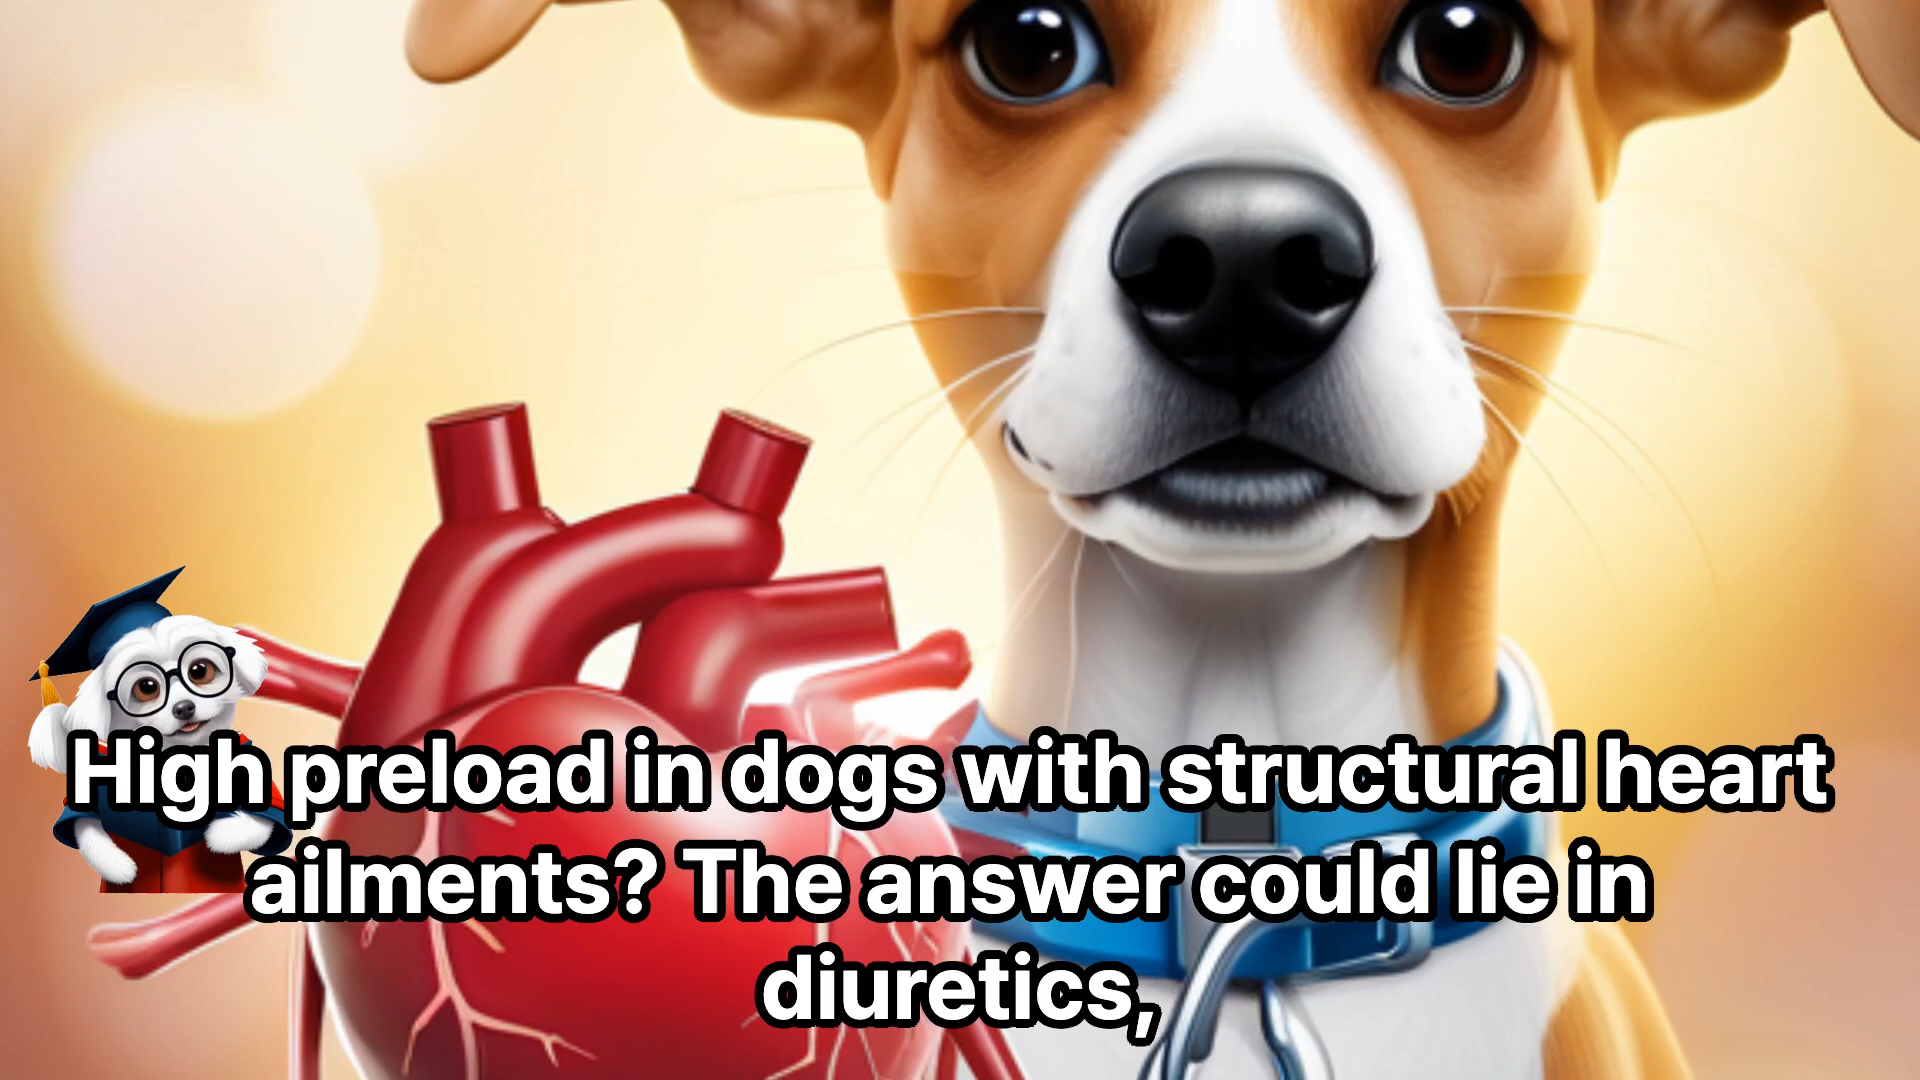 High preload in dogs with structural heart
ailments? The answer could lie in
diuretics,